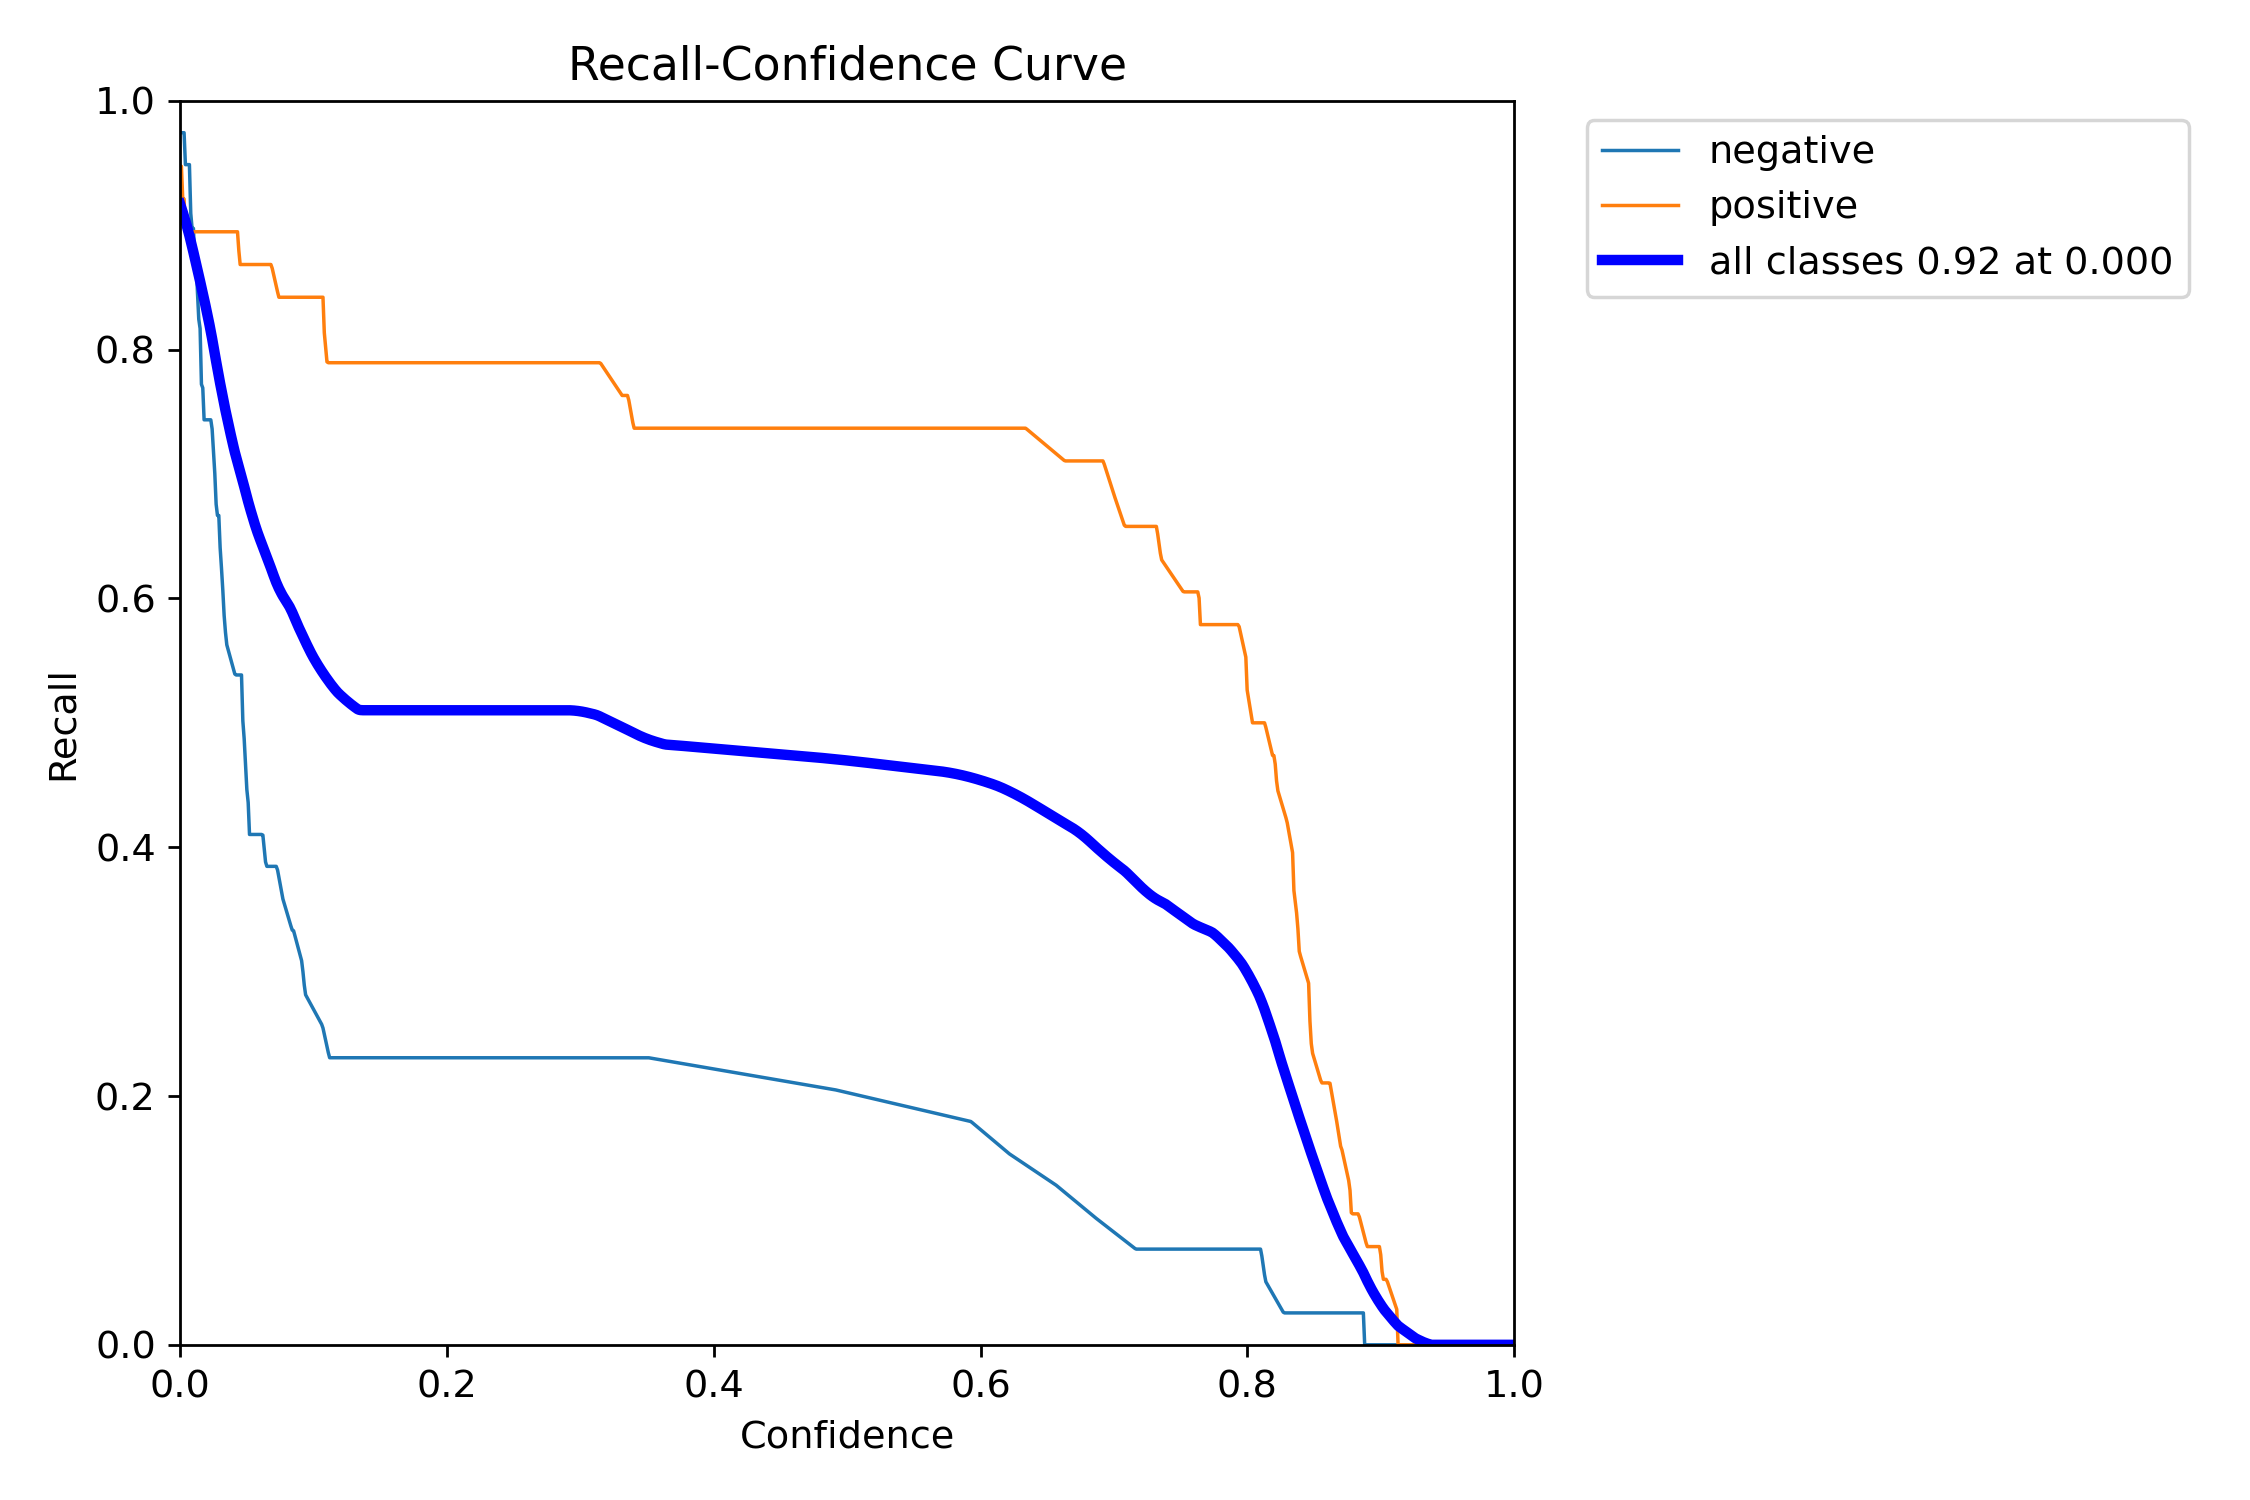 Recall-Confidence Curve
1.0
0.8
0.6
0.4
0.2
0.0
Recall
0.0 0.2 0.4 0.6 0.8 1.0
Confidence
negative
positive
all classes 0.92 at 0.000